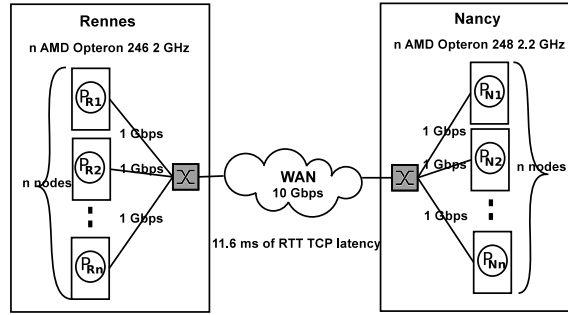 Rennes
n AMD Opteron 246 2 GHz
PR1
1 Gbps
PR2
1 Gbps
n nodes
1 Gbps
PRn
WAN
10 Gbps
11.6 ms of RTT TCP latency
Nancy
n AMD Opteron 248 2.2 GHz
PN1
1 Gbps
PN2
1 Gbps
n nodes
1 Gbps
PNn